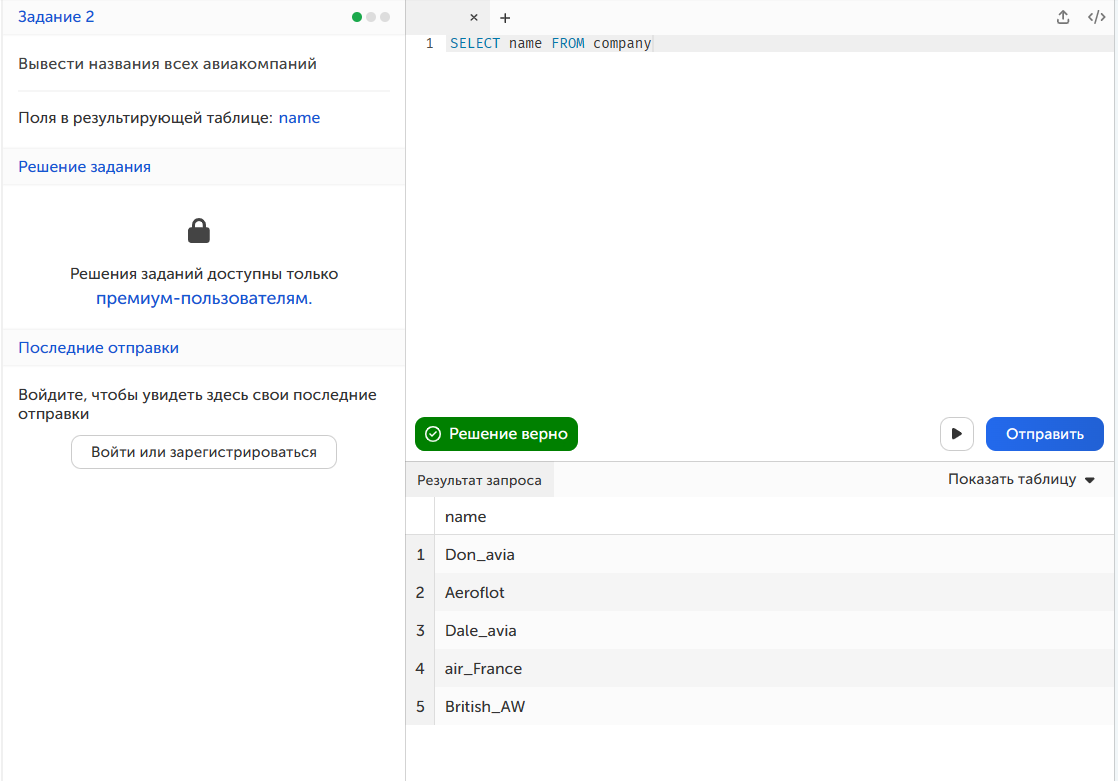 Задание 2
Вывести названия всех авиакомпаний
Поля в результирующей таблице: name
Решение задания
Решения заданий доступны только
премиум-пользователям.
Последние отправки
Войдите, чтобы увидеть здесь свои последние
отправки
Войти или зарегистрироваться
1 SELECT name FROM company
Решение верно
Отправить
Результат запроса
Показать таблицу
name
1 Don_avia
2 Aeroflot
3 Dale_avia
4 air_France
5 British_AW